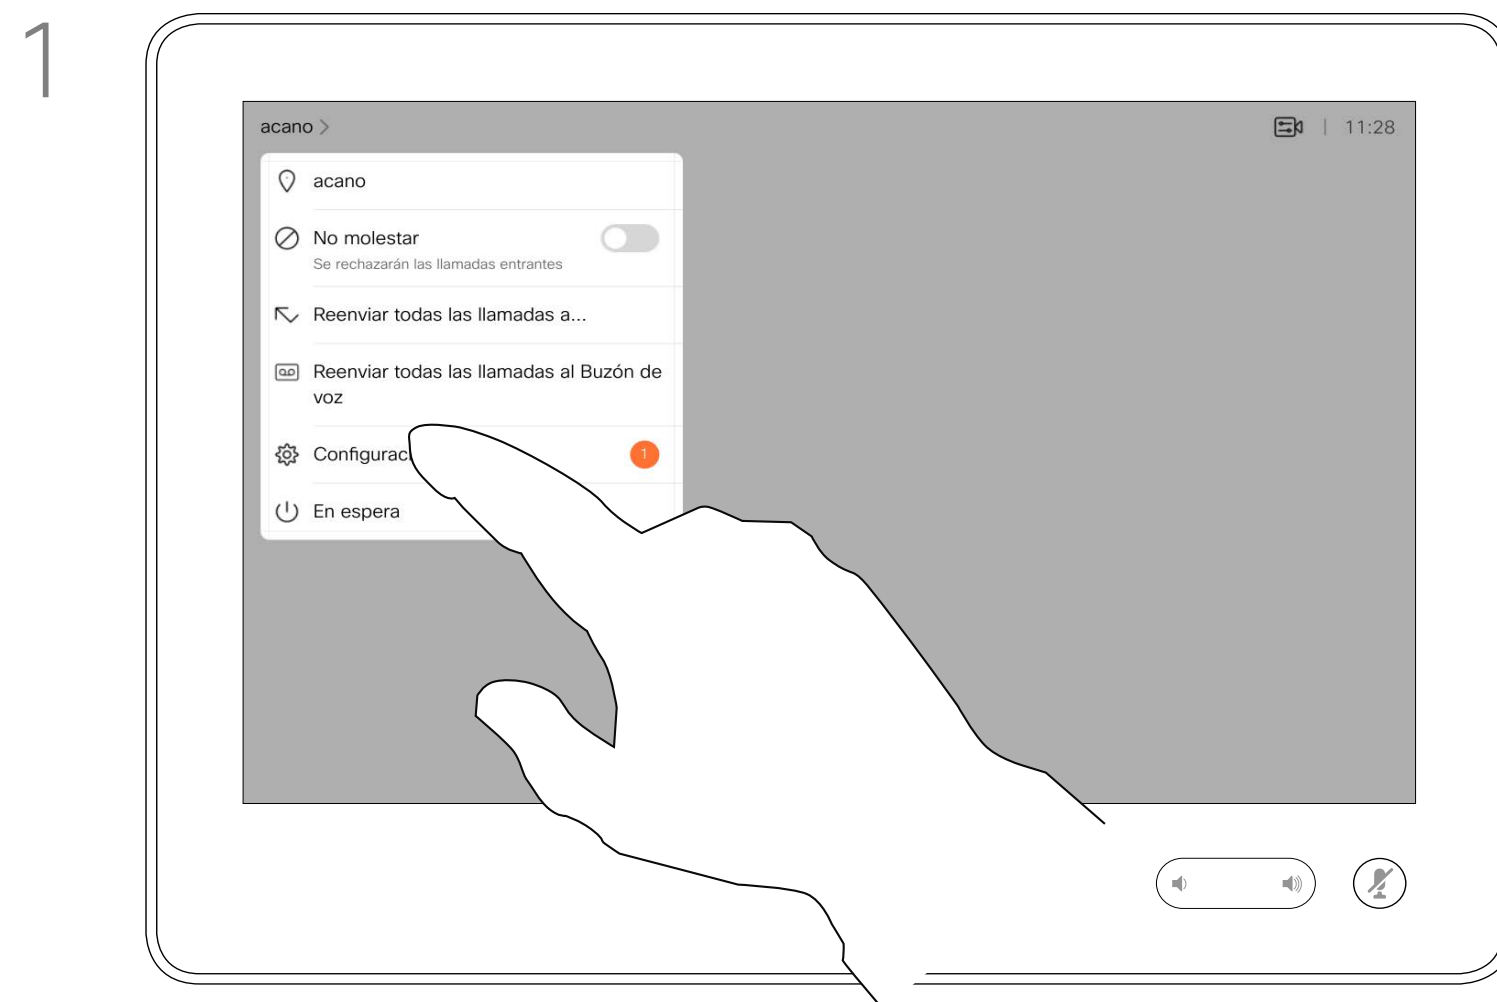 1
acano >
11:28
acano
No molestar
Se rechazarán las llamadas entrantes
Reenviar todas las llamadas a...
Reenviar todas las llamadas al Buzón de
voz
Configurac
1
En espera